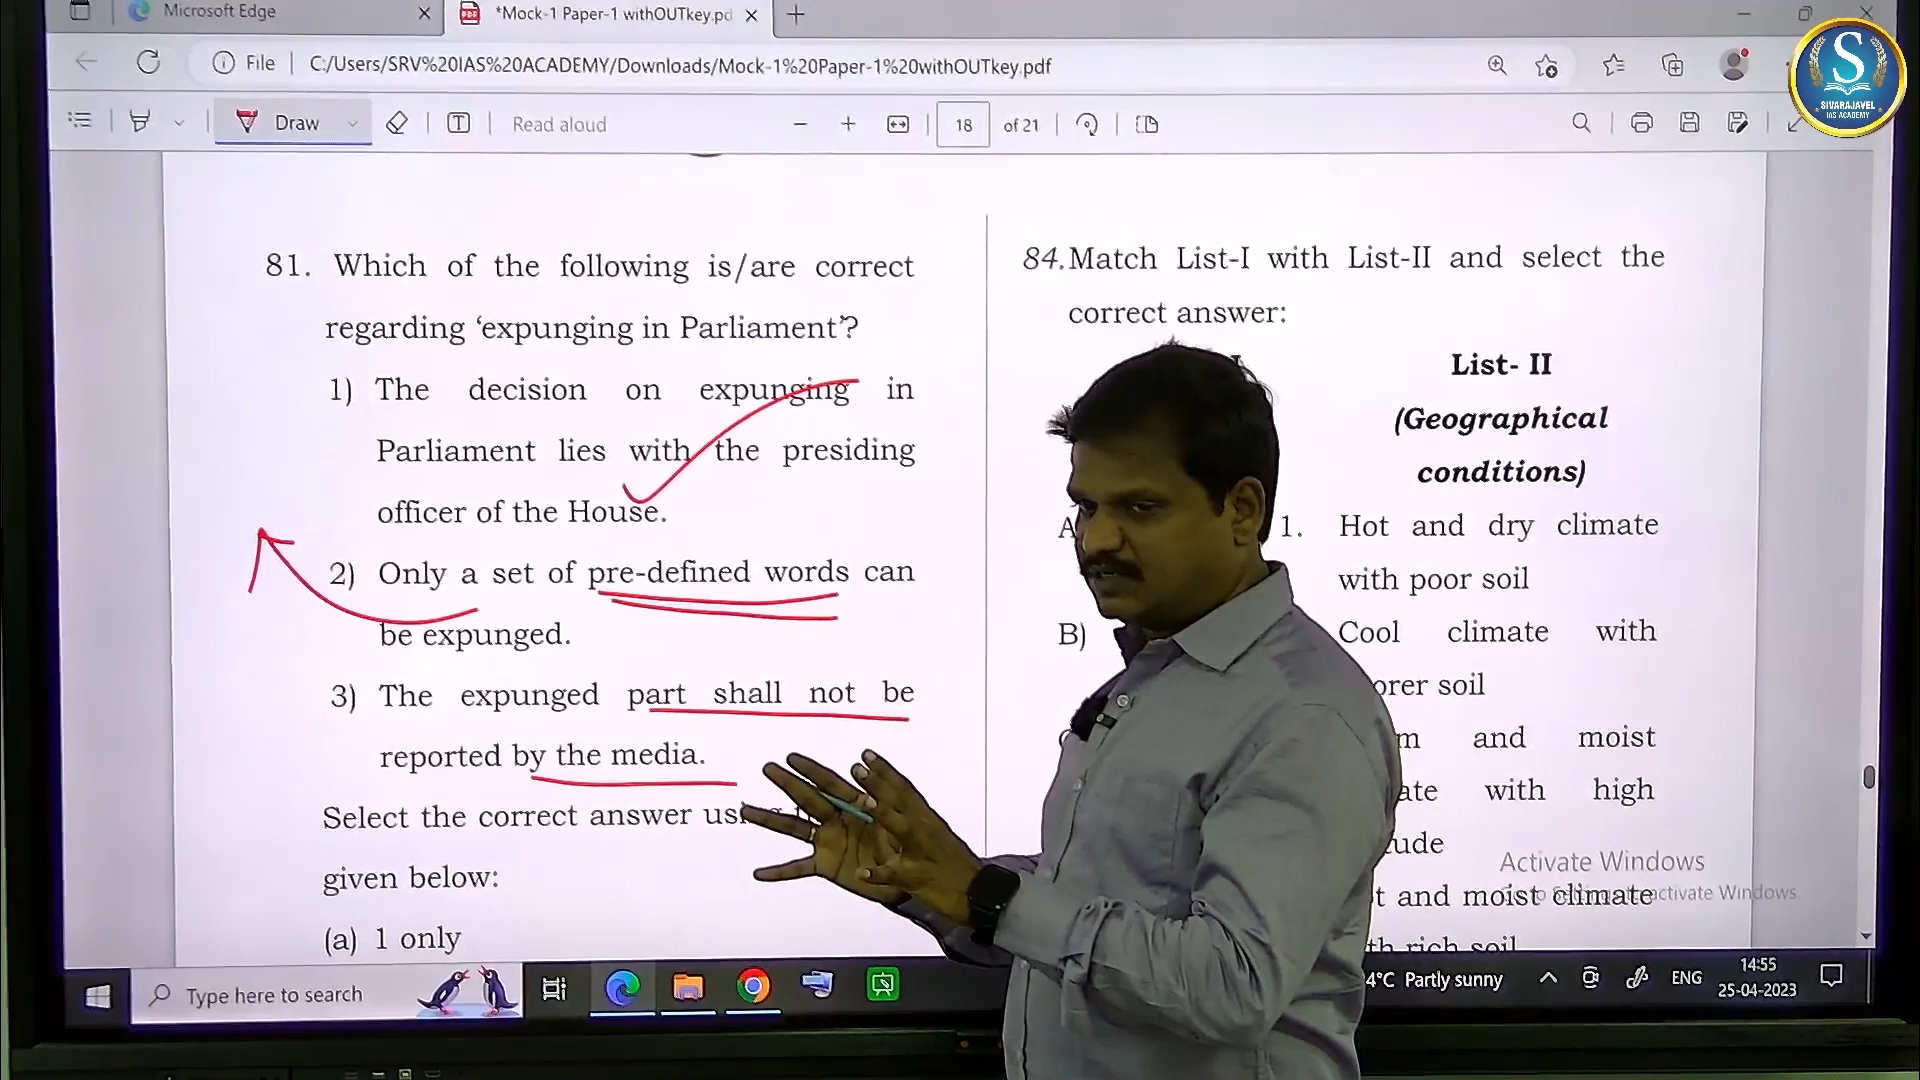 Microsoft Edge
*Mock-1 Paper-1 withOUTkey.pd
File
C:/Users/SRV%20IAS%20ACADEMY/Downloads/Mock-1%20Paper-1%20withOUTkey.pdf
S
SIVARAJAVEL
IAS ACADEMY
Draw
Read aloud
18
of 21
81. Which of the following is/are correct
regarding ‘expunging in Parliament’?
1) The decision on expunging in
Parliament lies with the presiding
officer of the House.
2) Only a set of pre-defined words can
be expunged.
3) The expunged part shall not be
reported by the media.
Select the correct answer
given below:
(a) 1 only
84. Match List-I with List-II and select the
correct answer:
List- II
(Geographical
conditions)
1. Hot and dry climate
with poor soil
B)
Cool climate with
soil
and moist
with high
and moist climate
soil
Activate Windows
activate Windows.
Type here to search
4°C Partly sunny
ENG
14:55
25-04-2023